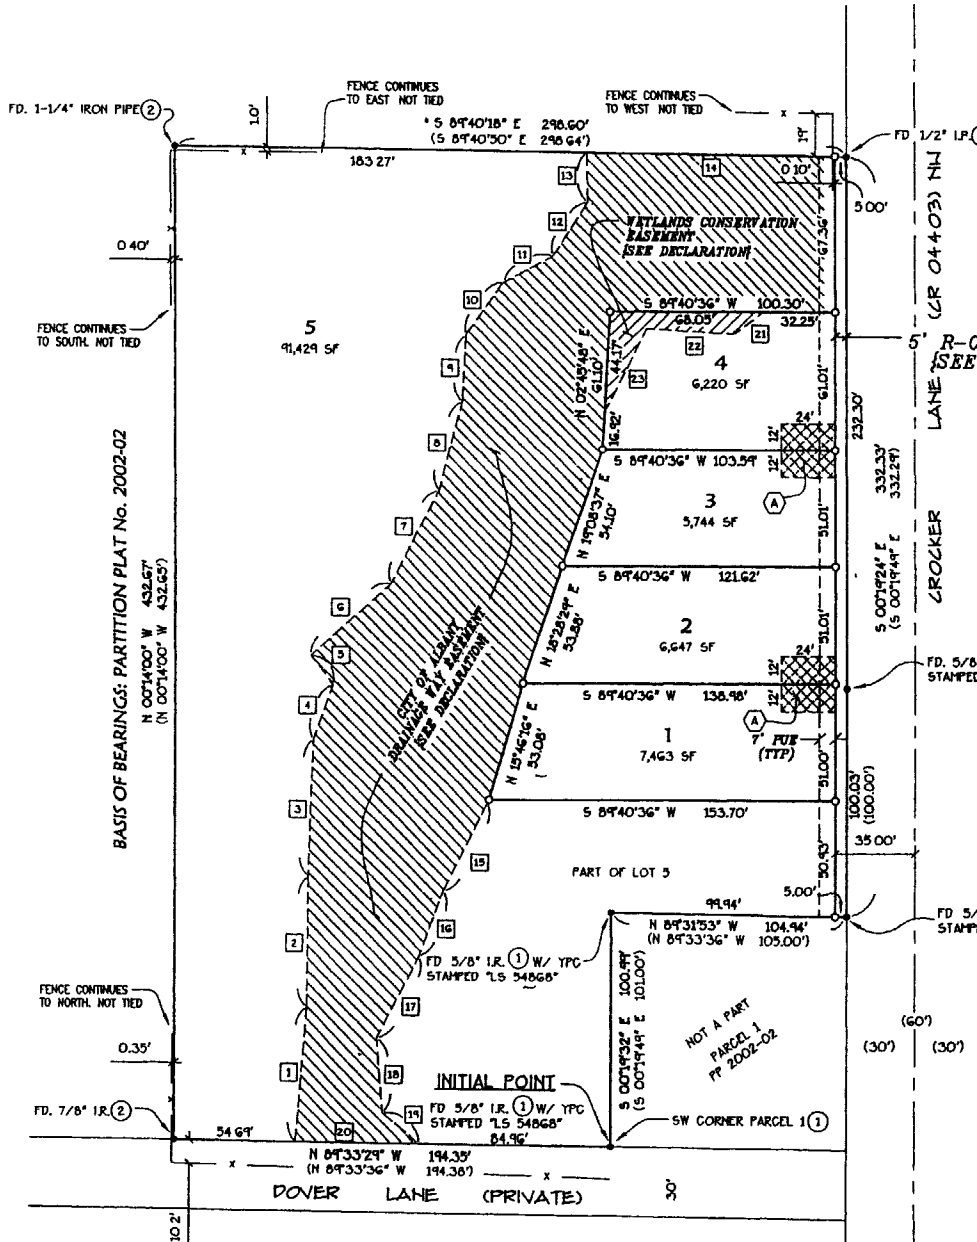 FENCE CONTINUES
TO EAST NOT TIED
FENCE CONTINUES
TO WEST NOT TIED
FD. 1-1/4" IRON PIPE 2
1.0'
" S 89°40'18" E 298.60'
(S 89°40'50" E 298.64')
183.27'
19'
FD 1/2" I.P.(
13
14
0.10'
5.00'
12
WETLANDS CONSERVATION
EASEMENT
[SEE DECLARATION]
67.36'
0.40'
11
10
S 89°40'36" W 100.30'
68.05'
32.25'
FENCE CONTINUES
TO SOUTH. NOT TIED
5
91,429 SF
21
22
5' R-O
[SEE
9
N 02°45'48" E
61.10'
44.17'
23
4
6,220 SF
61.01'
232.30'
LANE (CR 04403) NW
16.92'
24'
12'
12'
8
S 89°40'36" W 103.59'
A
332.33'
332.29')
BASIS OF BEARINGS: PARTITION PLAT No. 2002-02
N 00°14'00" W 432.67'
(N 00°14'00" W 432.65')
7
N 19°08'37" E
54.10'
3
5,744 SF
51.01'
S 89°40'36" W 121.62'
CROCKER
S 00°19'24" E
(S 00°19'49" E
6
5
N 18°28'29" E
53.88'
2
6,647 SF
51.01'
24'
12'
12'
FD. 5/8
STAMPED
CITY OF ALBANY
DRAINAGE WAY EASEMENT
[SEE DECLARATION]
4
S 89°40'36" W 138.98'
A
N 15°46'16" E
53.08'
1
7,463 SF
7' PUE
(TYP)
51.00'
100.03'
(100.00')
3
S 89°40'36" W 153.70'
35.00'
15
PART OF LOT 5
50.93'
5.00'
99.94'
N 89°31'53" W 104.94'
(N 89°33'36" W 105.00')
FD 5/
STAMP
2
16
FD 5/8" I.R. 1 W/ YPC
STAMPED "LS 54868"
FENCE CONTINUES
TO NORTH. NOT TIED
17
S 00°19'32" E 100.99'
(S 00°19'49" E 101.00')
NOT A PART
PARCEL 1
PP 2002-02
(60')
(30')
(30')
0.35'
1
18
INITIAL POINT
FD. 7/8" I.R. 2
19
FD 5/8" I.R. 1 W/ YPC
STAMPED "LS 54868"
SW CORNER PARCEL 1 1
54.69'
20
84.96'
N 89°33'29" W 194.35'
(N 89°33'36" W 194.38')
DOVER LANE (PRIVATE)
30'
10.2'